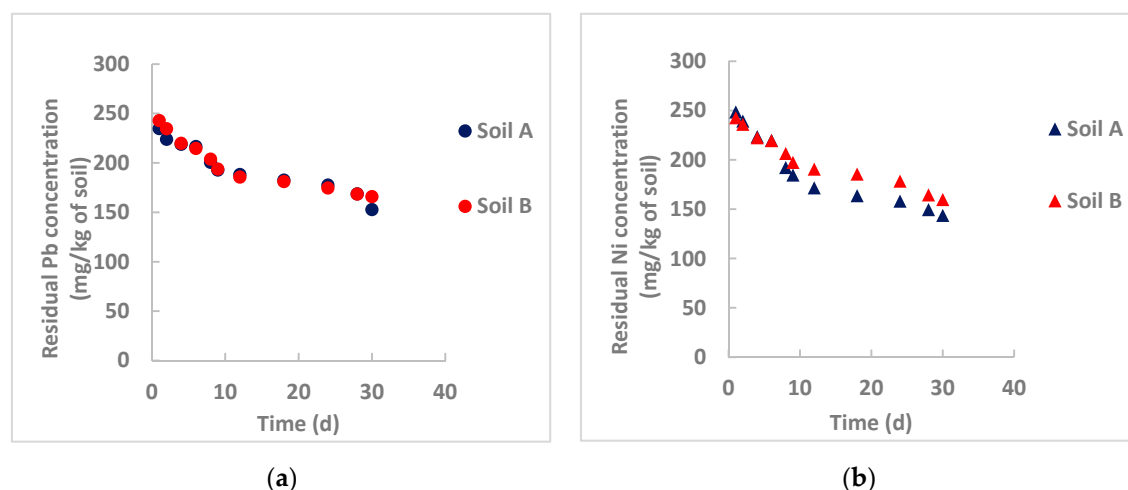 Residual Pb concentration
(mg/kg of soil)
300
250
200
150
100
50
0
0 10 20 30 40
Time (d)
Soil A
Soil B
(a)
Residual Ni concentration
(mg/kg of soil)
300
250
200
150
100
50
0
0 10 20 30 40
Time (d)
Soil A
Soil B
(b)